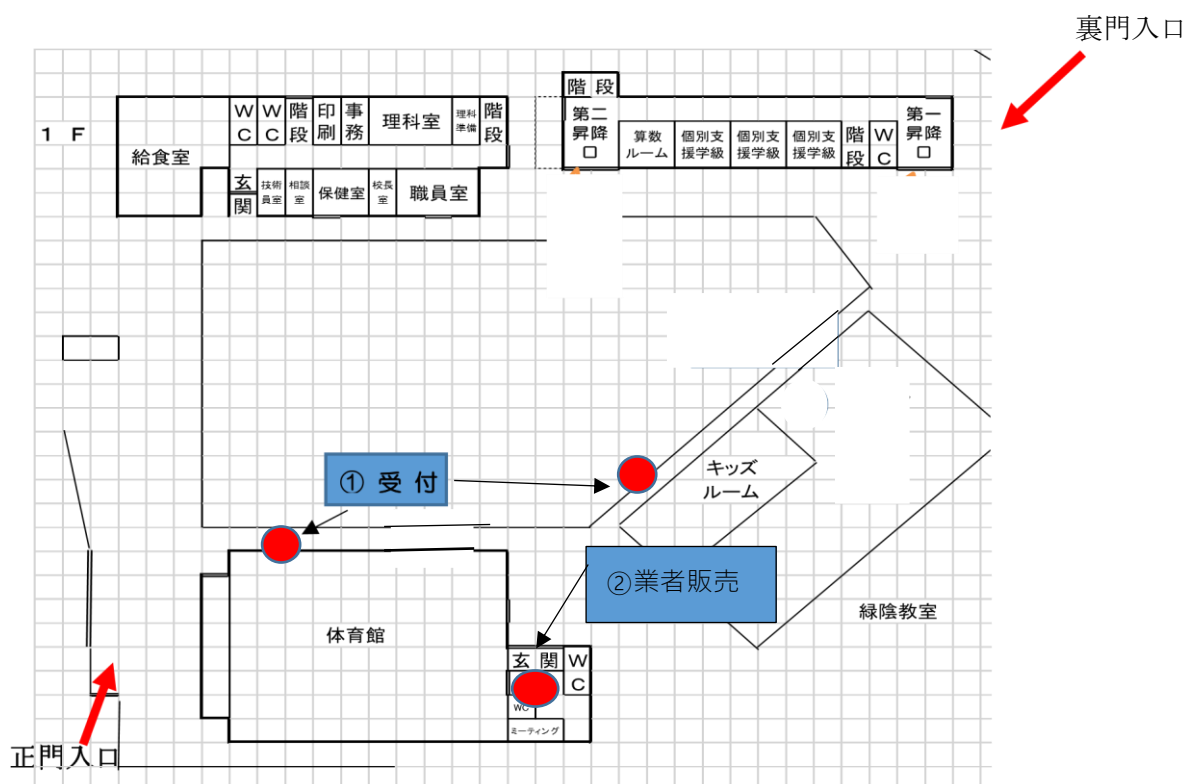 裏門入口
1 F
給食室
WC
WC
階段
印刷
事務
理科室
理科準備
階段
玄関
技術員室
相談室
保健室
校長室
職員室
階 段
第二昇降口
算数ルーム
個別支援学級
個別支援学級
個別支援学級
階段
WC
第一昇降口
① 受 付
キッズ
ルーム
②業者販売
緑陰教室
体育館
玄 関
WC
WC
ミーティング
正門入口